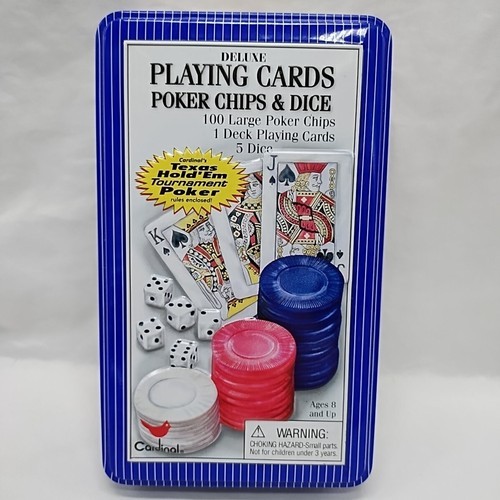 DELUXE
PLAYING CARDS
POKER CHIPS & DICE
100 Large Poker Chips
1 Deck Playing Cards
5 Dice
Cardinal's
Texas
Hold'Em
Tournament
Poker
rules enclosed!
J
K
Ages 8
and Up
WARNING:
CHOKING HAZARD-Small parts.
Not for children under 3 years.
Cardinal